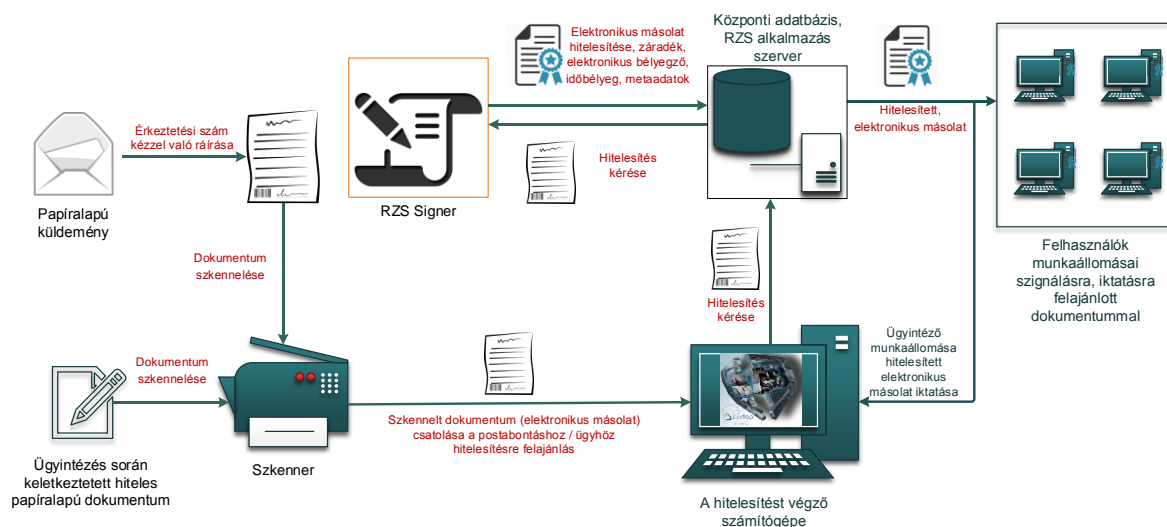 Elektronikus másolat
hitelesítése, záradék,
elektronikus bélyegző,
időbélyeg, metaadatok
Központi adatbázis,
RZS alkalmazás
szerver
Érkeztetési szám
kézzel való ráírása
Hitelesített,
elektronikus másolat
Hitelesítés
kérése
RZS Signer
Papíralapú
küldemény
Felhasználók
munkaállomásai
szignálásra, iktatásra
felajánlott
dokumentummal
Dokumentum
szkennelése
Hitelesítés
kérése
Ügyintéző
munkaállomása
hitelesített
elektronikus
másolat iktatása
Dokumentum
szkennelése
Szkennelt dokumentum (elektronikus másolat)
csatolása a postabontáshoz / ügyhöz
hitelesítésre felajánlás
Szkenner
Ügyintézés során
keletkeztetett hiteles
papíralapú dokumentum
A hitelesítést végző
számítógépe